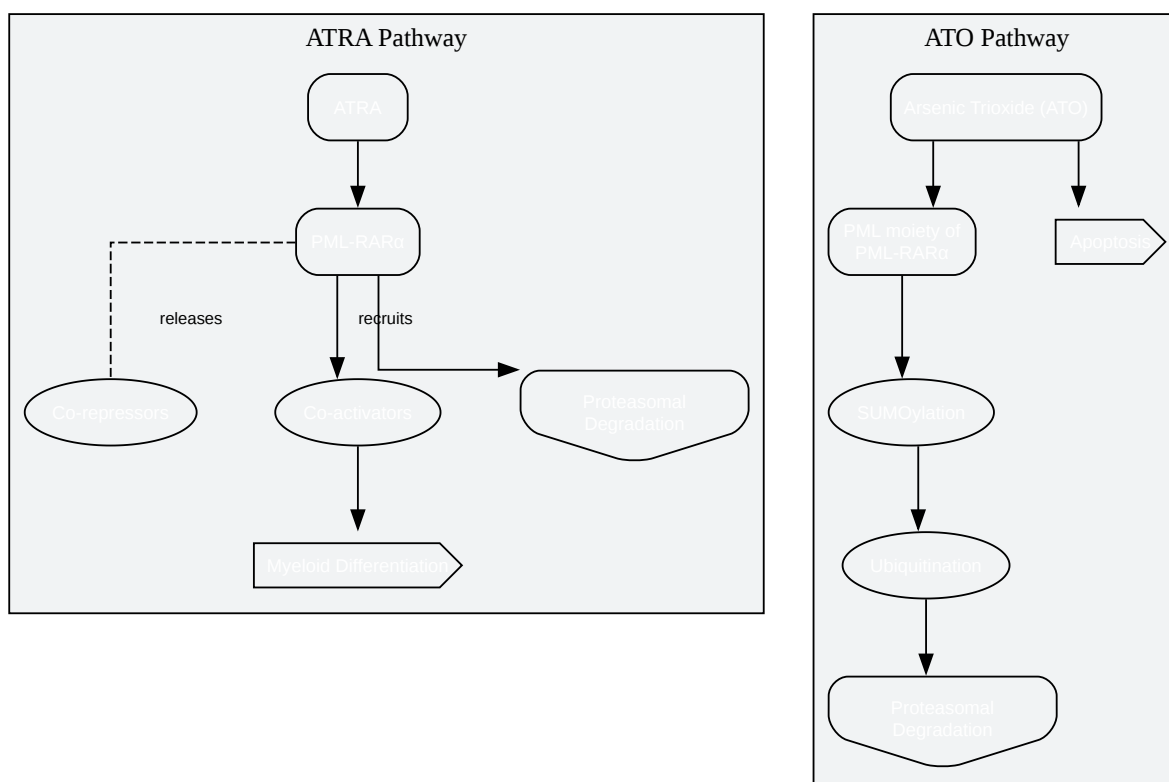 ATRA Pathway
ATRA
PML-RARα
releases
recruits
Co-repressors
Co-activators
Proteasomal
Degradation
Myeloid Differentiation
ATO Pathway
Arsenic Trioxide (ATO)
PML moiety of
PML-RARα
Apoptosis
SUMOylation
Ubiquitination
Proteasomal
Degradation